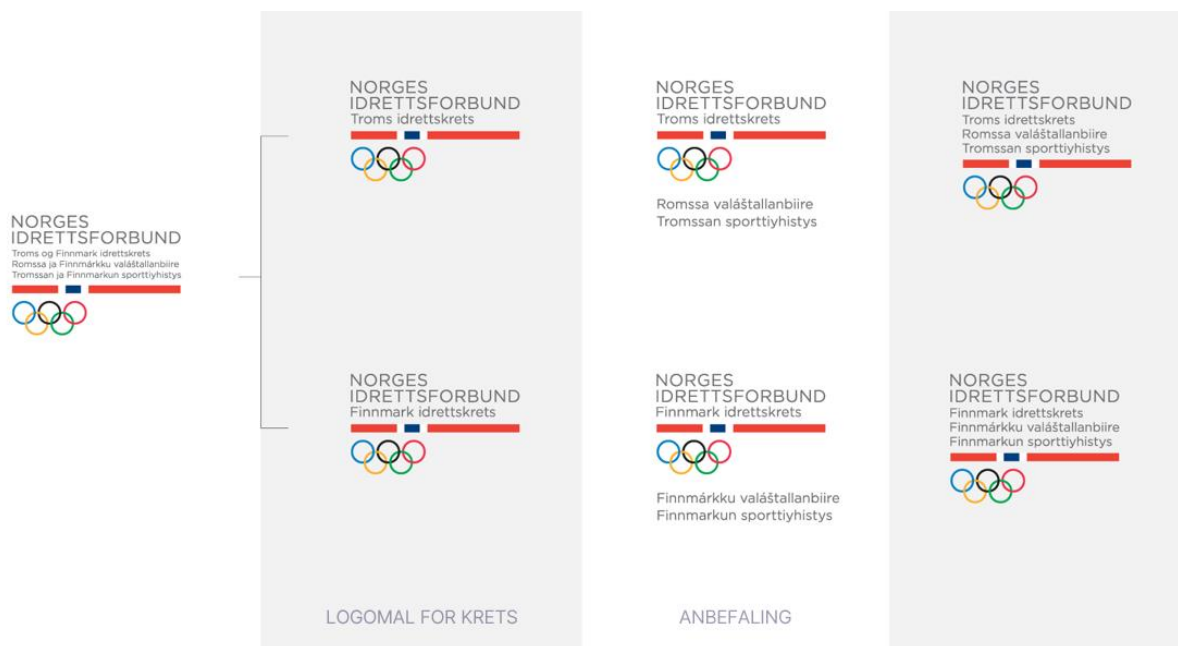 NORGES
IDRETTSFORBUND
Troms og Finnmark idrettskrets
Romssa ja Finnmárkku valáštallanbiire
Tromssan ja Finnmarkun sporttiyhistys
NORGES
IDRETTSFORBUND
Troms idrettskrets
NORGES
IDRETTSFORBUND
Finnmark idrettskrets
LOGOMAL FOR KRETS
NORGES
IDRETTSFORBUND
Troms idrettskrets
Romssa valáštallanbiire
Tromssan sporttiyhistys
NORGES
IDRETTSFORBUND
Finnmark idrettskrets
Finnmárkku valáštallanbiire
Finnmarkun sporttiyhistys
ANBEFALING
NORGES
IDRETTSFORBUND
Troms idrettskrets
Romssa valáštallanbiire
Tromssan sporttiyhistys
NORGES
IDRETTSFORBUND
Finnmark idrettskrets
Finnmárkku valáštallanbiire
Finnmarkun sporttiyhistys